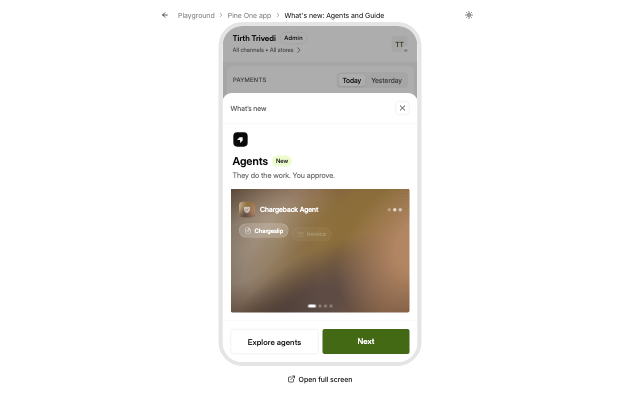 Playground > Pine One app > What's new: Agents and Guide
Tirth Trivedi Admin
All channels • All stores >
TT
PAYMENTS Today Yesterday
What's new
Agents New
They do the work. You approve.
Chargeback Agent
Chargeslip Invoice
Explore agents Next
Open full screen